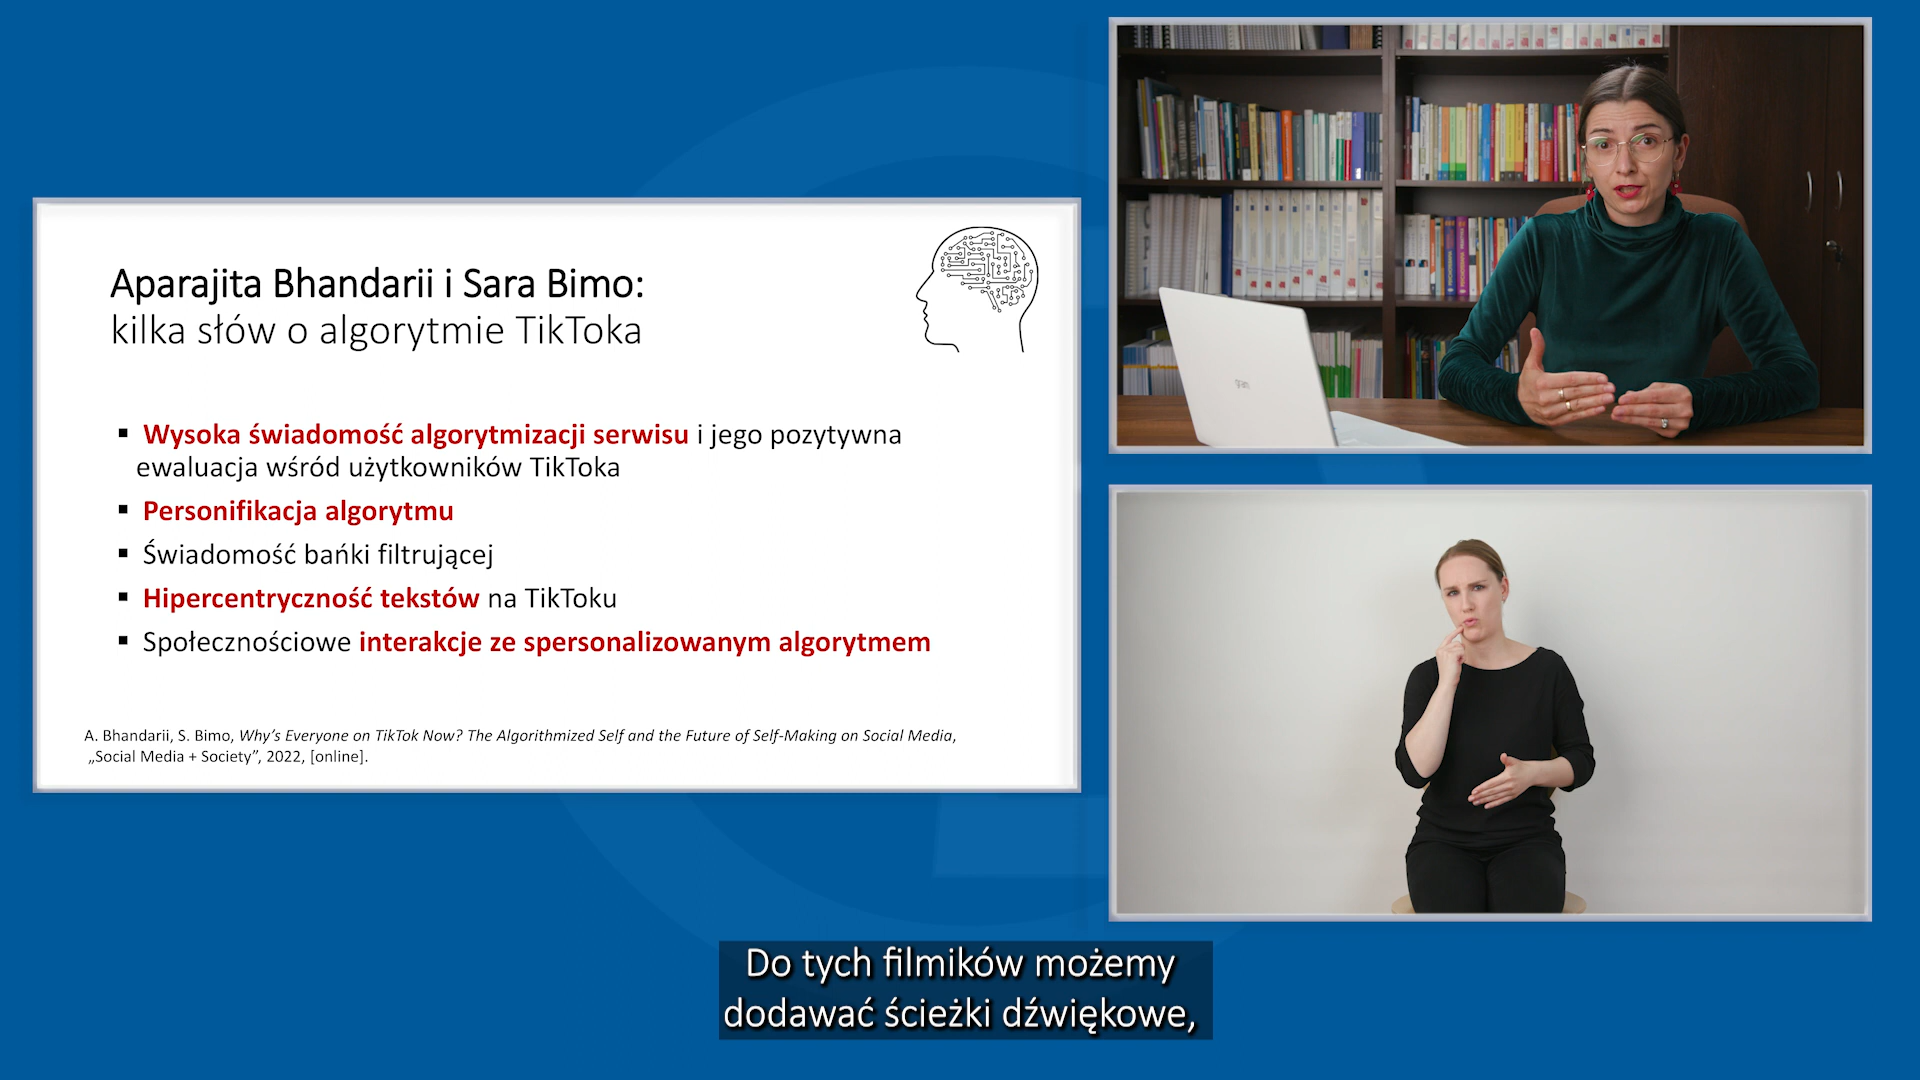 Aparajita Bhandarii i Sara Bimo:
kilka słów o algorytmie TikToka
▪ Wysoka świadomość algorytmizacji serwisu i jego pozytywna
ewaluacja wśród użytkowników TikToka
▪ Personifikacja algorytmu
▪ Świadomość bańki filtrującej
▪ Hipercentryczność tekstów na TikToku
▪ Społecznościowe interakcje ze spersonalizowanym algorytmem
A. Bhandarii, S. Bimo, Why's Everyone on TikTok Now? The Algorithmized Self and the Future of Self-Making on Social Media,
„Social Media + Society”, 2022, [online].
gram
Do tych filmików możemy
dodawać ścieżki dźwiękowe,